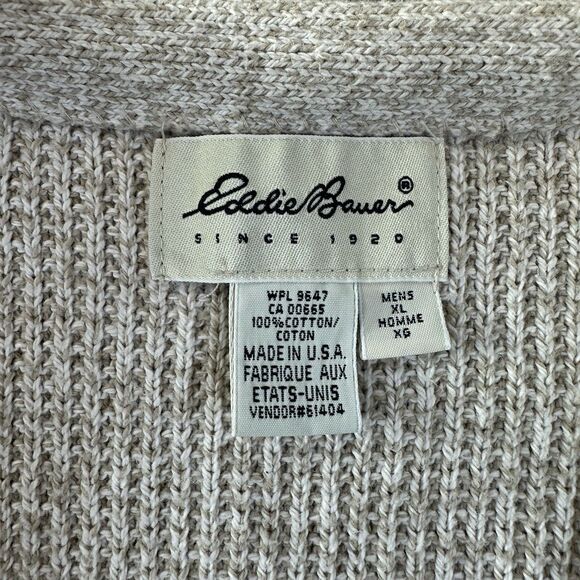 Eddie Bauer®
SINCE 1920
WPL 9647
CA 00665
100%COTTON/
COTON
MADE IN U.S.A.
FABRIQUE AUX
ETATS-UNIS
VENDOR#61404
MENS
XL
HOMME
XG